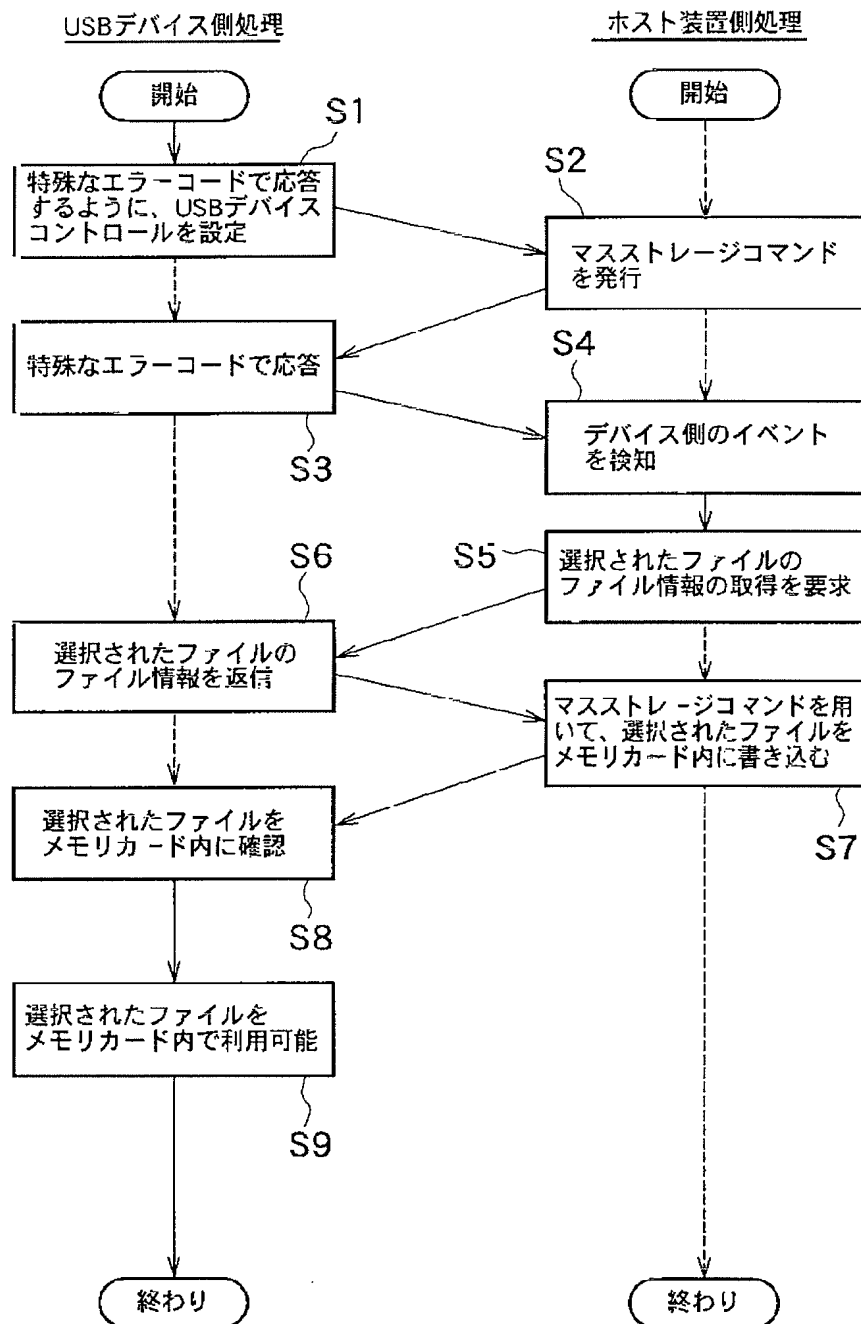 USBデバイス側処理
ホスト装置側処理
開始
開始
S1
特殊なエラーコードで応答
するように、USBデバイス
コントロールを設定
S2
マスストレージコマンド
を発行
特殊なエラーコードで応答
S3
S4
デバイス側のイベント
を検知
S5
選択されたファイルの
ファイル情報の取得を要求
S6
選択されたファイルの
ファイル情報を返信
マスストレージコマンドを用
いて、選択されたファイルを
メモリカード内に書き込む
S7
選択されたファイルを
メモリカード内に確認
S8
選択されたファイルを
メモリカード内で利用可能
S9
終わり
終わり